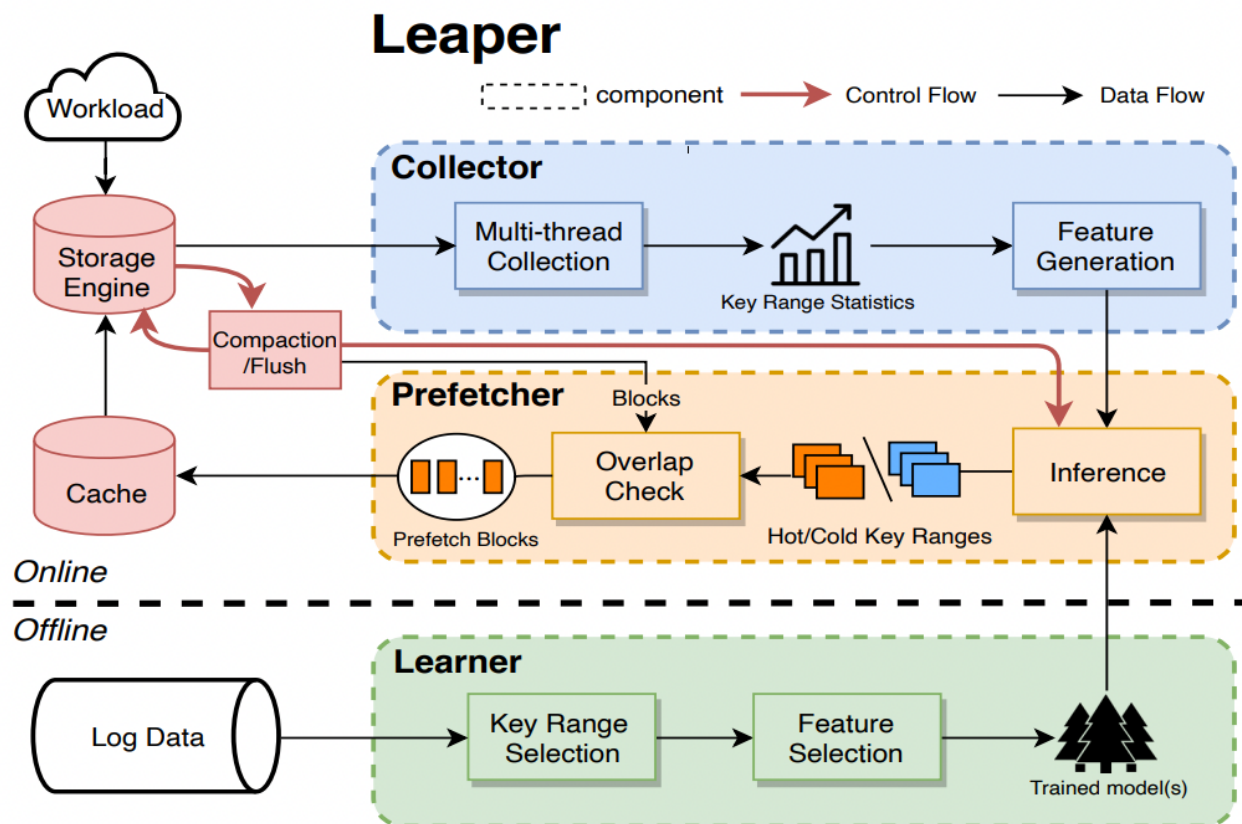 Leaper
component
Control Flow
Data Flow
Workload
Collector
Storage
Engine
Multi-thread
Collection
Key Range Statistics
Feature
Generation
Compaction
/Flush
Prefetcher
Blocks
Cache
Prefetch Blocks
...
Overlap
Check
Hot/Cold Key Ranges
Inference
Online
Offline
Learner
Log Data
Key Range
Selection
Feature
Selection
Trained model(s)